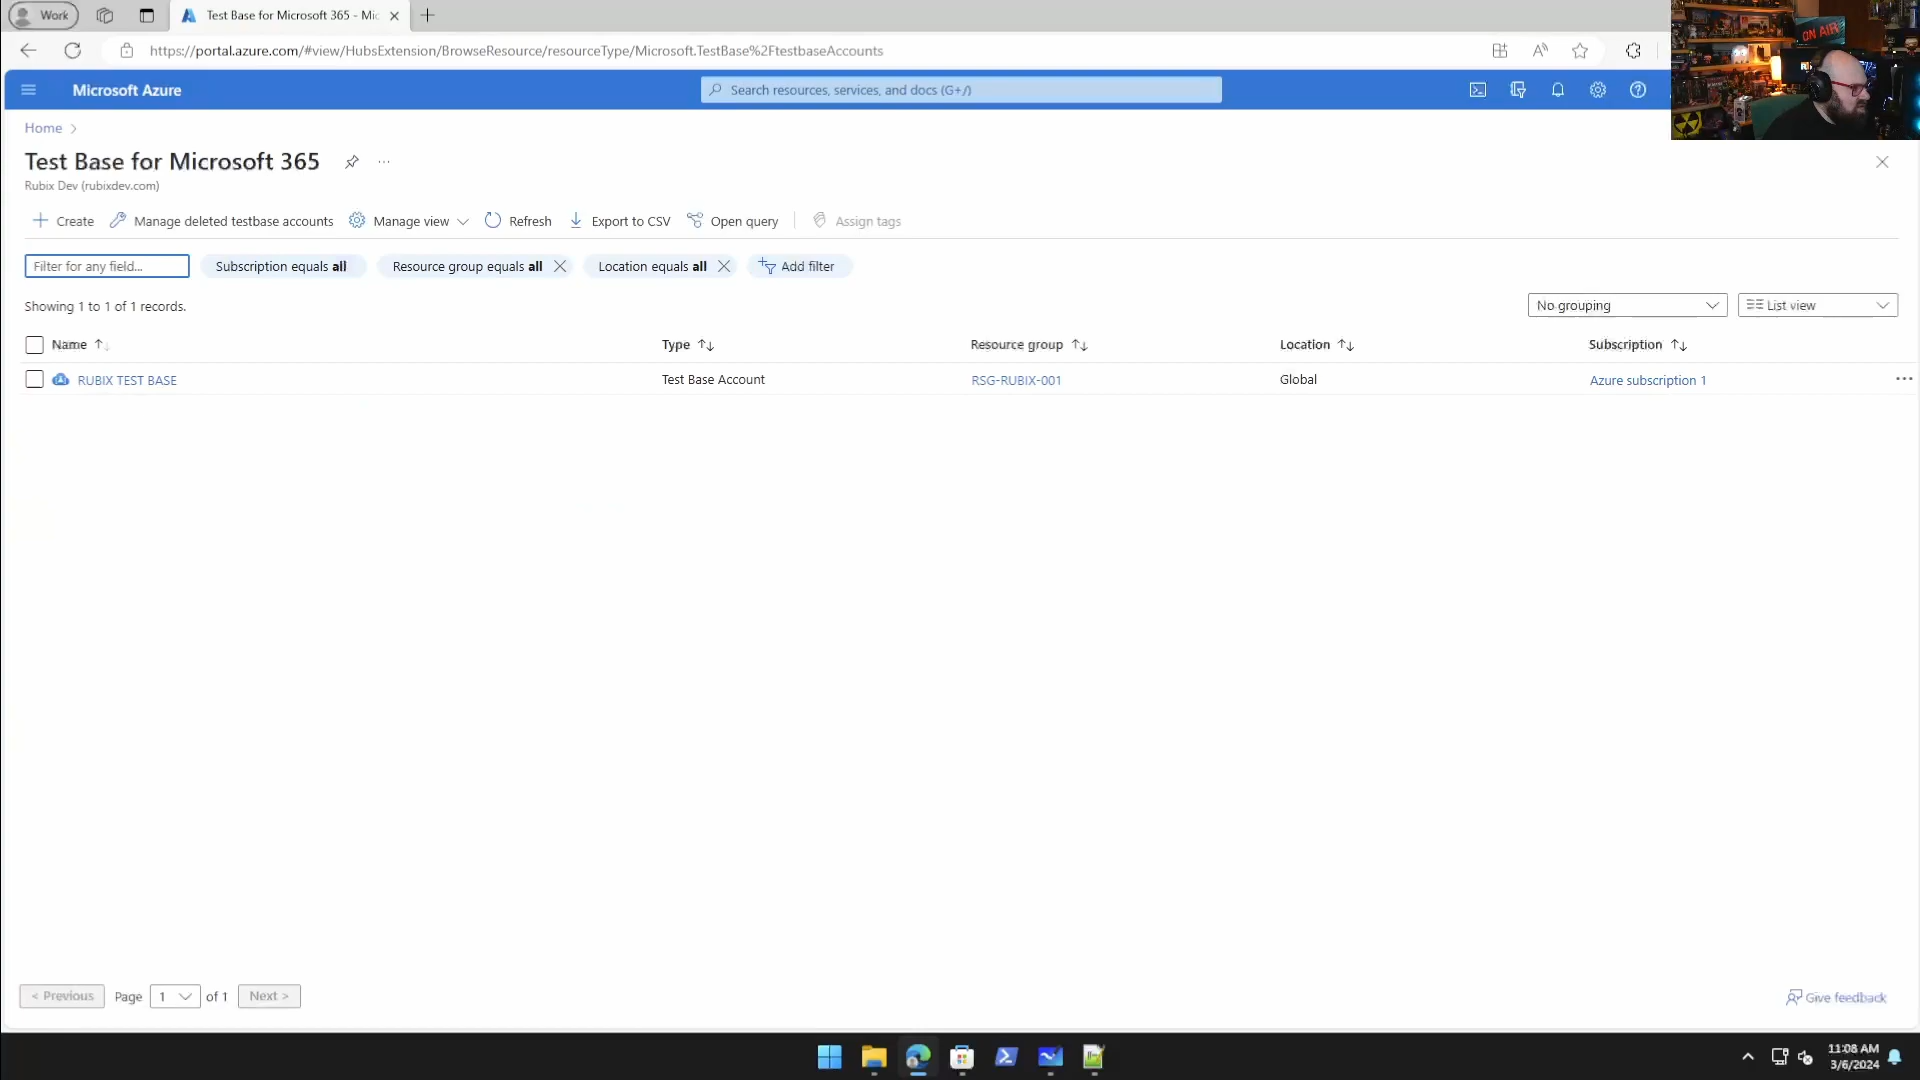 Work
Test Base for Microsoft 365 - Mic
https://portal.azure.com/#view/HubsExtension/BrowseResource/resourceType/Microsoft.TestBase%2FtestbaseAccounts
Microsoft Azure
Search resources, services, and docs (G+/)
ON AIR
Home
Test Base for Microsoft 365
Rubix Dev (rubixdev.com)
Create
Manage deleted testbase accounts
Manage view
Refresh
Export to CSV
Open query
Assign tags
Filter for any field...
Subscription equals all
Resource group equals all
Location equals all
Add filter
Showing 1 to 1 of 1 records.
No grouping
List view
Name
Type
Resource group
Location
Subscription
RUBIX TEST BASE
Test Base Account
RSG-RUBIX-001
Global
Azure subscription 1
< Previous
Page
1
of 1
Next >
Give feedback
11:08 AM
3/6/2024